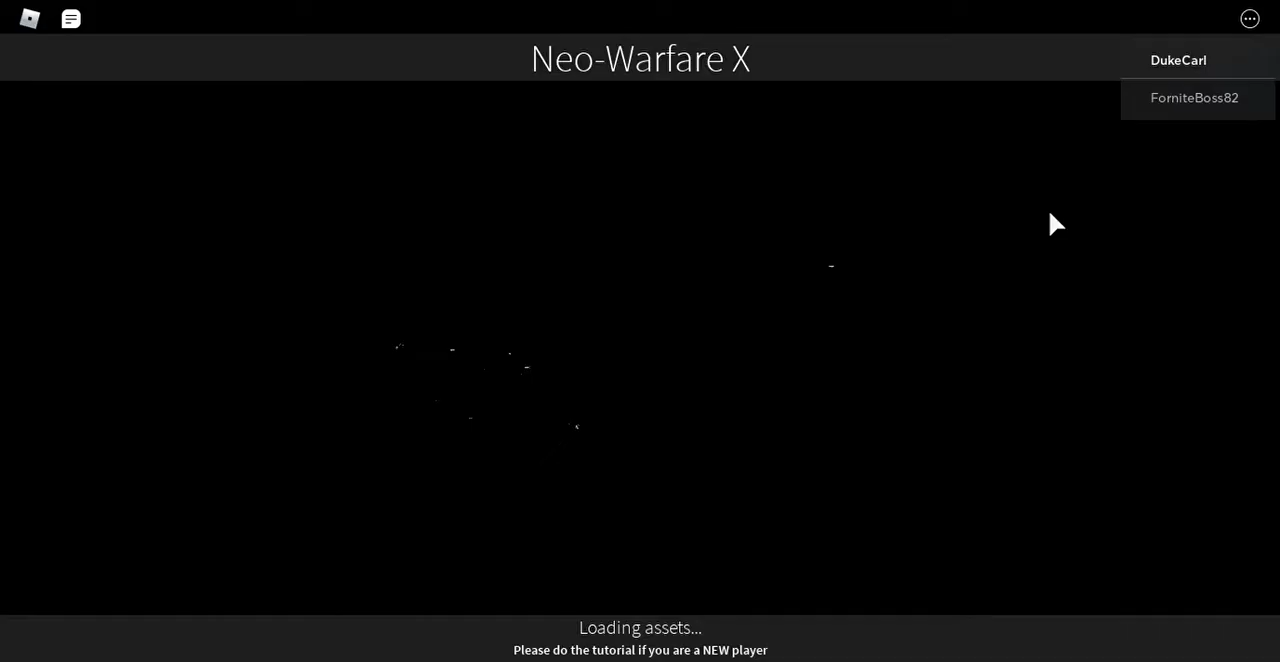 Neo-Warfare X
DukeCarl
ForniteBoss82
Loading assets...
Please do the tutorial if you are a NEW player